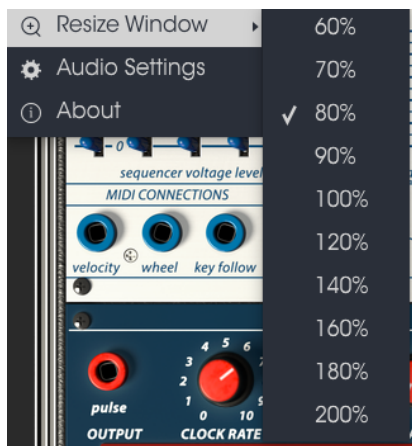 Resize Window
60%
Audio Settings
70%
About
80%
90%
100%
120%
140%
160%
180%
200%
0
sequencer voltage level
MIDI CONNECTIONS
velocity wheel key follow
4 5 6
3
2
1
0 10
pulse
OUTPUT CLOCK RATE